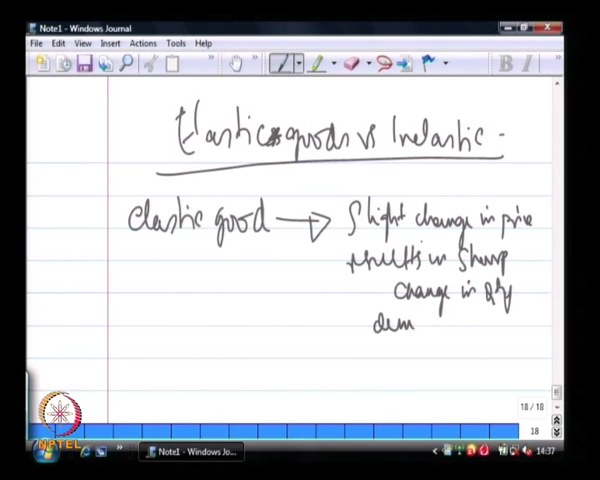 Note1 - Windows Journal
File Edit View Insert Actions Tools Help
B I
Elastic goods vs Inelastic -
elastic good → Slight change in price
results in Sharp
change in Qty
dem
18 / 18
18
NPTEL
Note1 - Windows Jo...
14:37